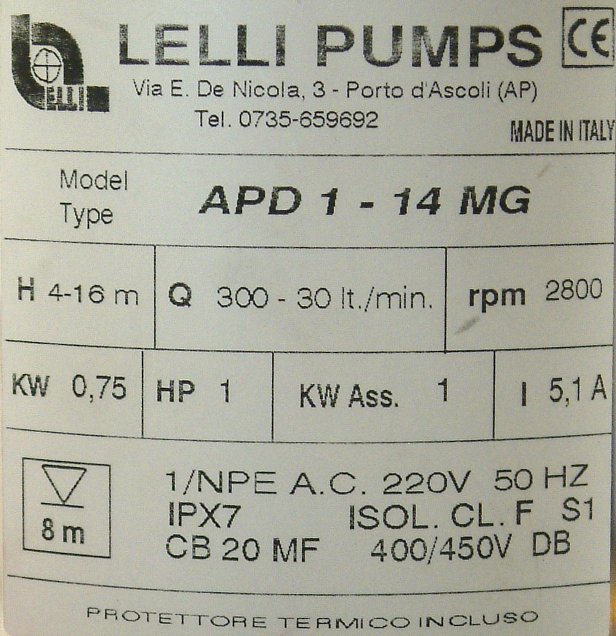 LELLI
LELLI PUMPS CE
Via E. De Nicola, 3 - Porto d'Ascoli (AP)
Tel. 0735-659692
MADE IN ITALY
Model
Type
APD 1 - 14 MG
H 4-16 m Q 300 - 30 lt./min. rpm 2800
KW 0,75 HP 1 KW Ass. 1 I 5,1 A
8 m
1/NPE A.C. 220V 50 HZ
IPX7 ISOL. CL. F S1
CB 20 MF 400/450V DB
PROTETTORE TERMICO INCLUSO